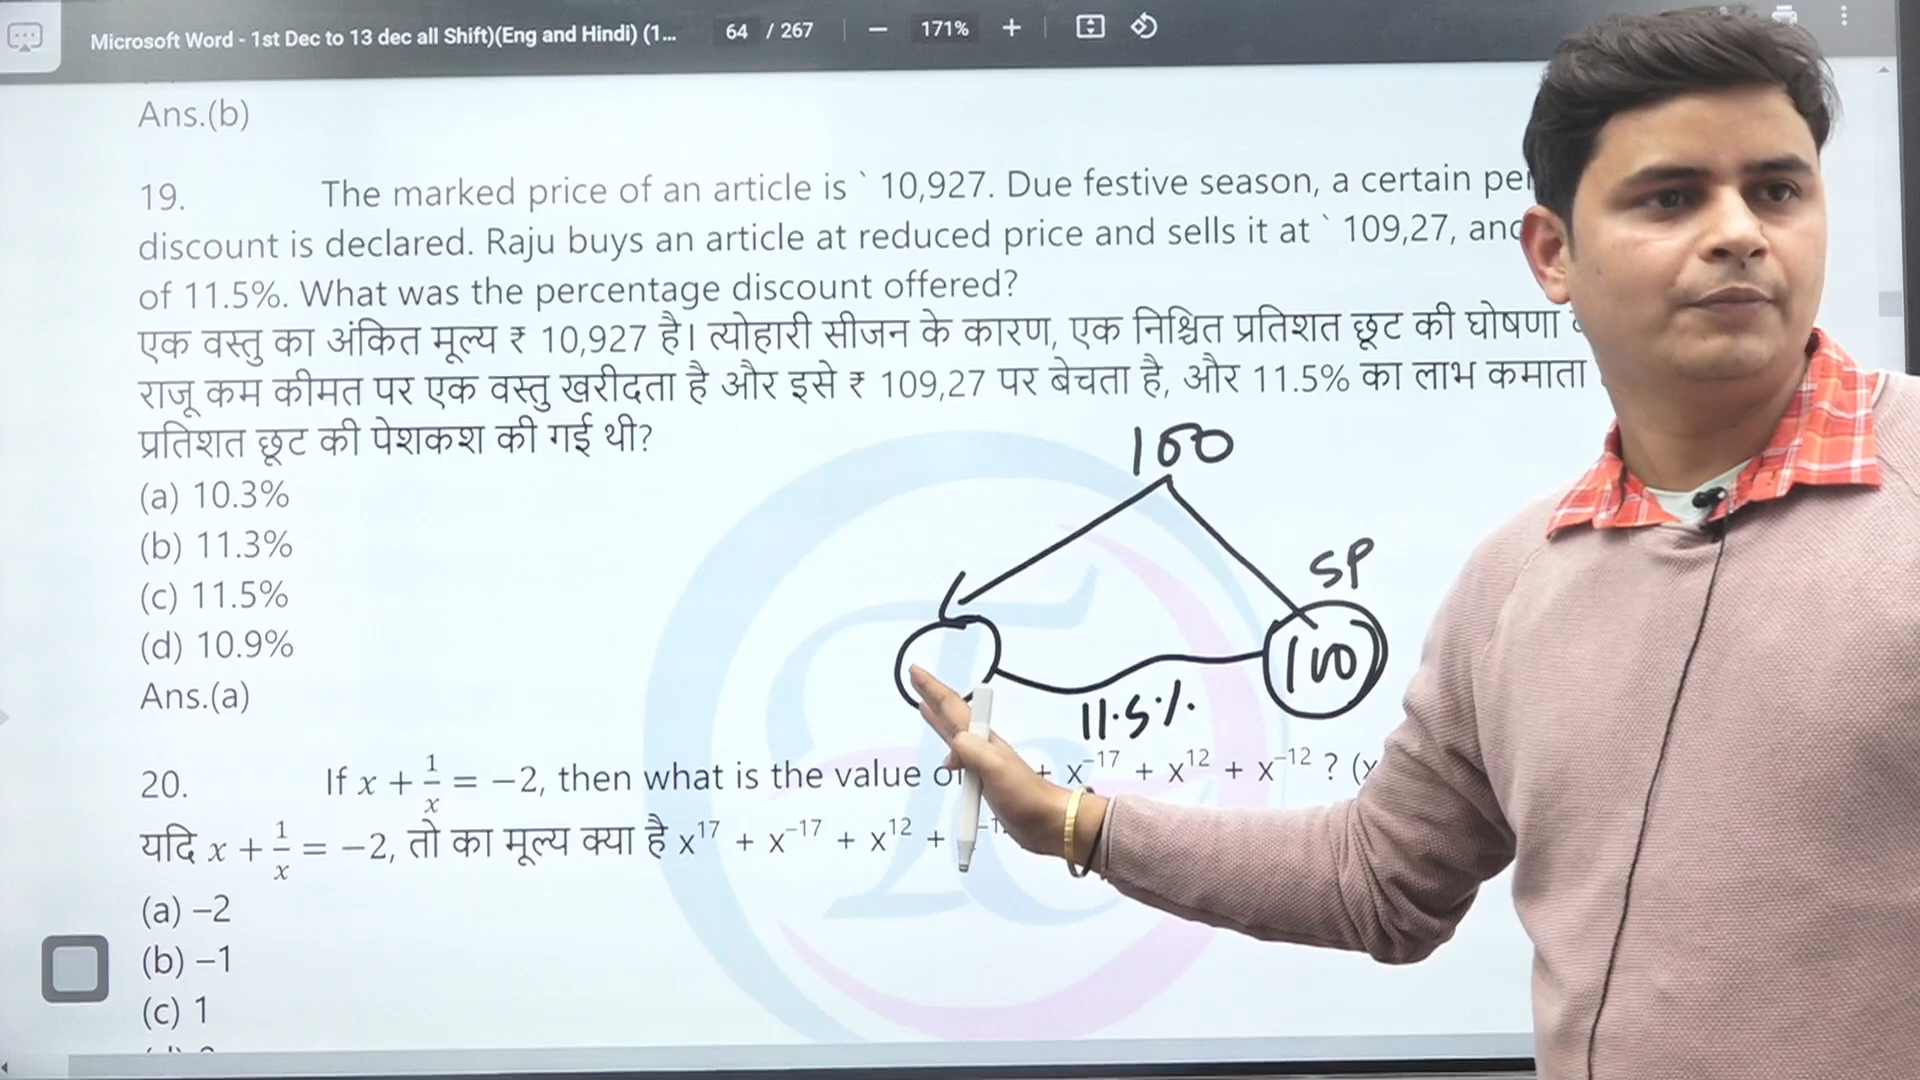 Microsoft Word - 1st Dec to 13 dec all Shift)(Eng and Hindi) (1... 64 / 267 − 171% +
Ans.(b)
19. The marked price of an article is ` 10,927. Due festive season, a certain
discount is declared. Raju buys an article at reduced price and sells it at ` 109,27,
of 11.5%. What was the percentage discount offered?
एक वस्तु का अंकित मूल्य ₹ 10,927 है। त्योहारी सीजन के कारण, एक निश्चित प्रतिशत छूट की घोषणा
राजू कम कीमत पर एक वस्तु खरीदता है और इसे ₹ 109,27 पर बेचता है, और 11.5% का लाभ कमाता
प्रतिशत छूट की पेशकश की गई थी?
100
(a) 10.3%
(b) 11.3%
SP
(c) 11.5%
(d) 10.9%
100
Ans.(a)
11.5%
20. If x + 1/x = −2, then what is the value + x⁻¹⁷ + x¹² + x⁻¹² ? (x
यदि x + 1/x = −2, तो का मूल्य क्या है x¹⁷ + x⁻¹⁷ + x¹² +
(a) −2
(b) −1
(c) 1